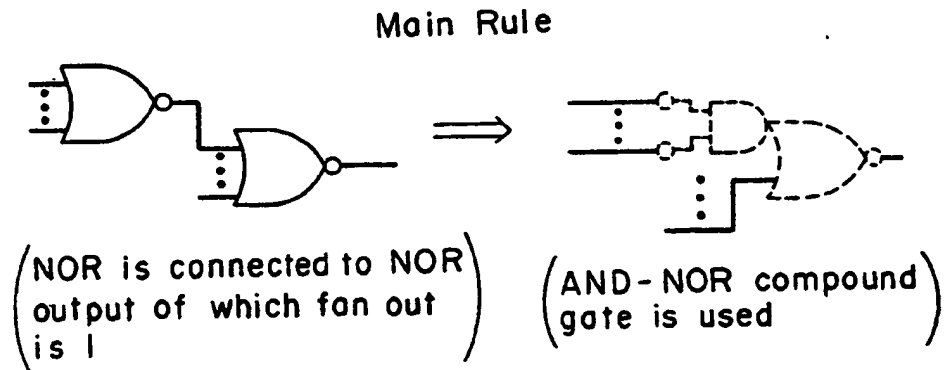 Main Rule
(NOR is connected to NOR
output of which fan out
is 1)
(AND-NOR compound
gate is used)